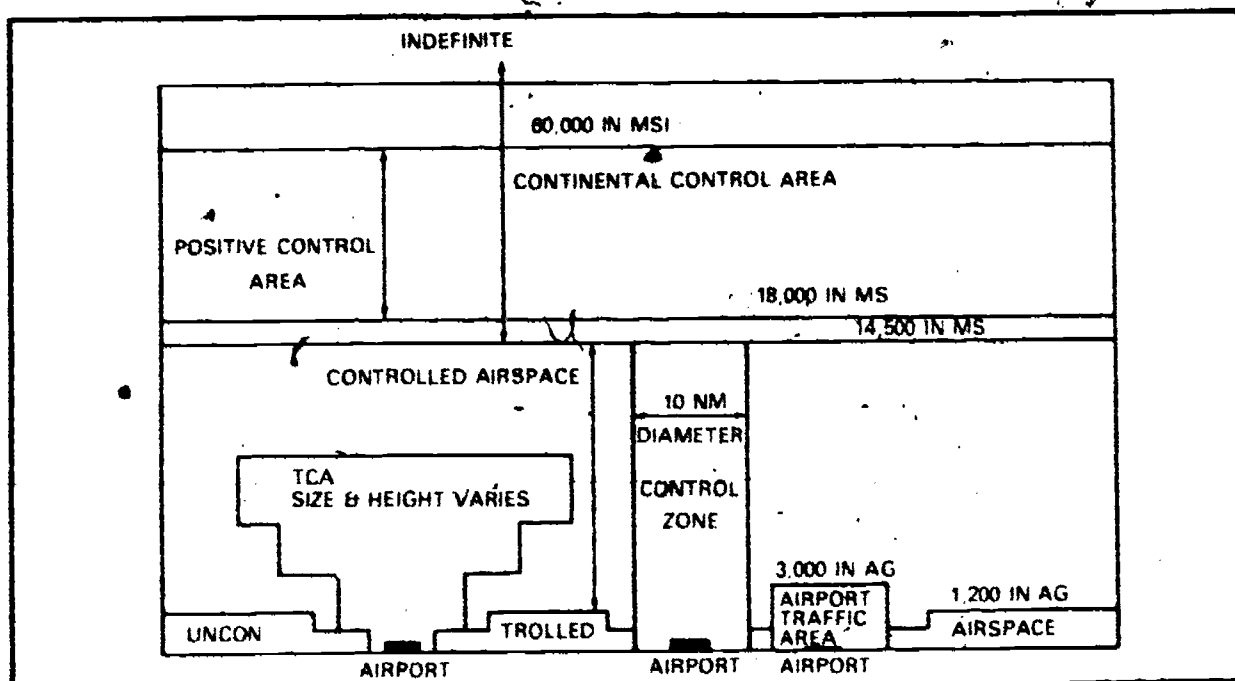 INDEFINITE
60,000 IN MSI
CONTINENTAL CONTROL AREA
POSITIVE CONTROL
AREA
18,000 IN MS
14,500 IN MS
CONTROLLED AIRSPACE
10 NM
DIAMETER
TCA
SIZE & HEIGHT VARIES
CONTROL
ZONE
3,000 IN AG
AIRPORT
TRAFFIC
AREA
1,200 IN AG
UNCON
TROLLED
AIRSPACE
AIRPORT
AIRPORT
AIRPORT